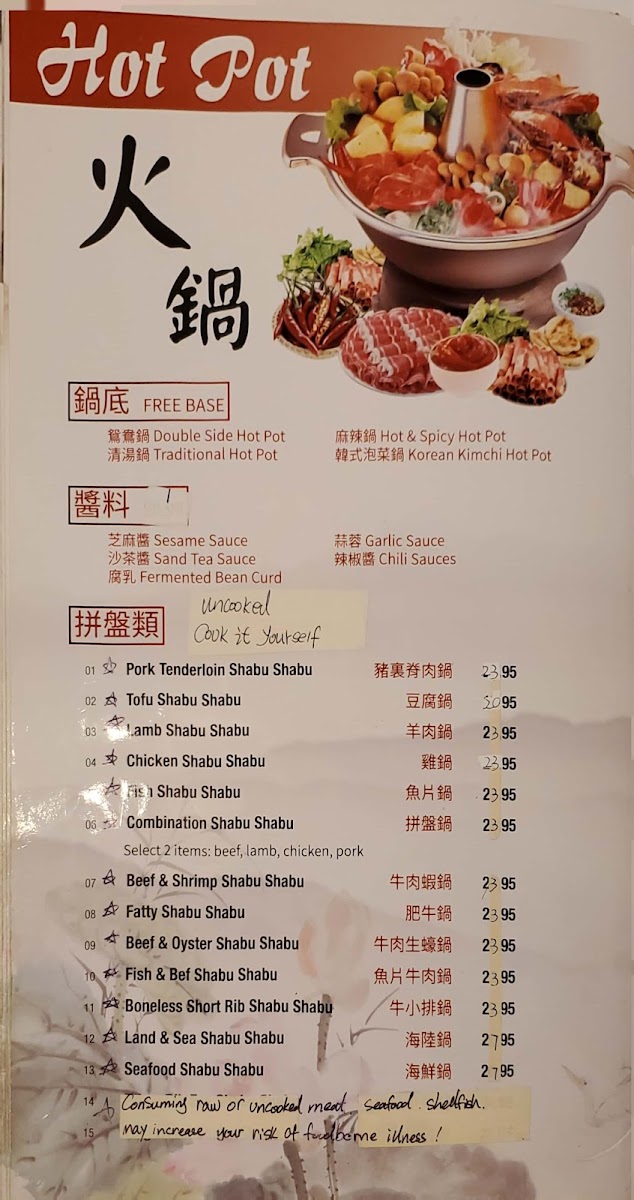 Hot Pot
火
鍋
鍋底 FREE BASE
鴛鴦鍋 Double Side Hot Pot 麻辣鍋 Hot & Spicy Hot Pot
清湯鍋 Traditional Hot Pot 韓式泡菜鍋 Korean Kimchi Hot Pot
醬料 1
芝麻醬 Sesame Sauce 蒜蓉 Garlic Sauce
沙茶醬 Sand Tea Sauce 辣椒醬 Chili Sauces
腐乳 Fermented Bean Curd
拼盤類 uncooked
Cook it yourself
01 ☆ Pork Tenderloin Shabu Shabu 豬裏脊肉鍋 23.95
02 ☆ Tofu Shabu Shabu 豆腐鍋 20.95
03 ☆ Lamb Shabu Shabu 羊肉鍋 23.95
04 ☆ Chicken Shabu Shabu 雞鍋 23.95
☆ Fish Shabu Shabu 魚片鍋 23.95
06 ☆ Combination Shabu Shabu 拼盤鍋 23.95
Select 2 items: beef, lamb, chicken, pork
07 ☆ Beef & Shrimp Shabu Shabu 牛肉蝦鍋 23.95
08 ☆ Fatty Shabu Shabu 肥牛鍋 23.95
09 ☆ Beef & Oyster Shabu Shabu 牛肉生蠔鍋 23.95
10 ☆ Fish & Bef Shabu Shabu 魚片牛肉鍋 23.95
11 ☆ Boneless Short Rib Shabu Shabu 牛小排鍋 23.95
12 ☆ Land & Sea Shabu Shabu 海陸鍋 27.95
13 ☆ Seafood Shabu Shabu 海鮮鍋 27.95
14 ☆ Consuming raw or uncooked meat. seafood. shellfish.
15 may increase your risk of foodborne illness!